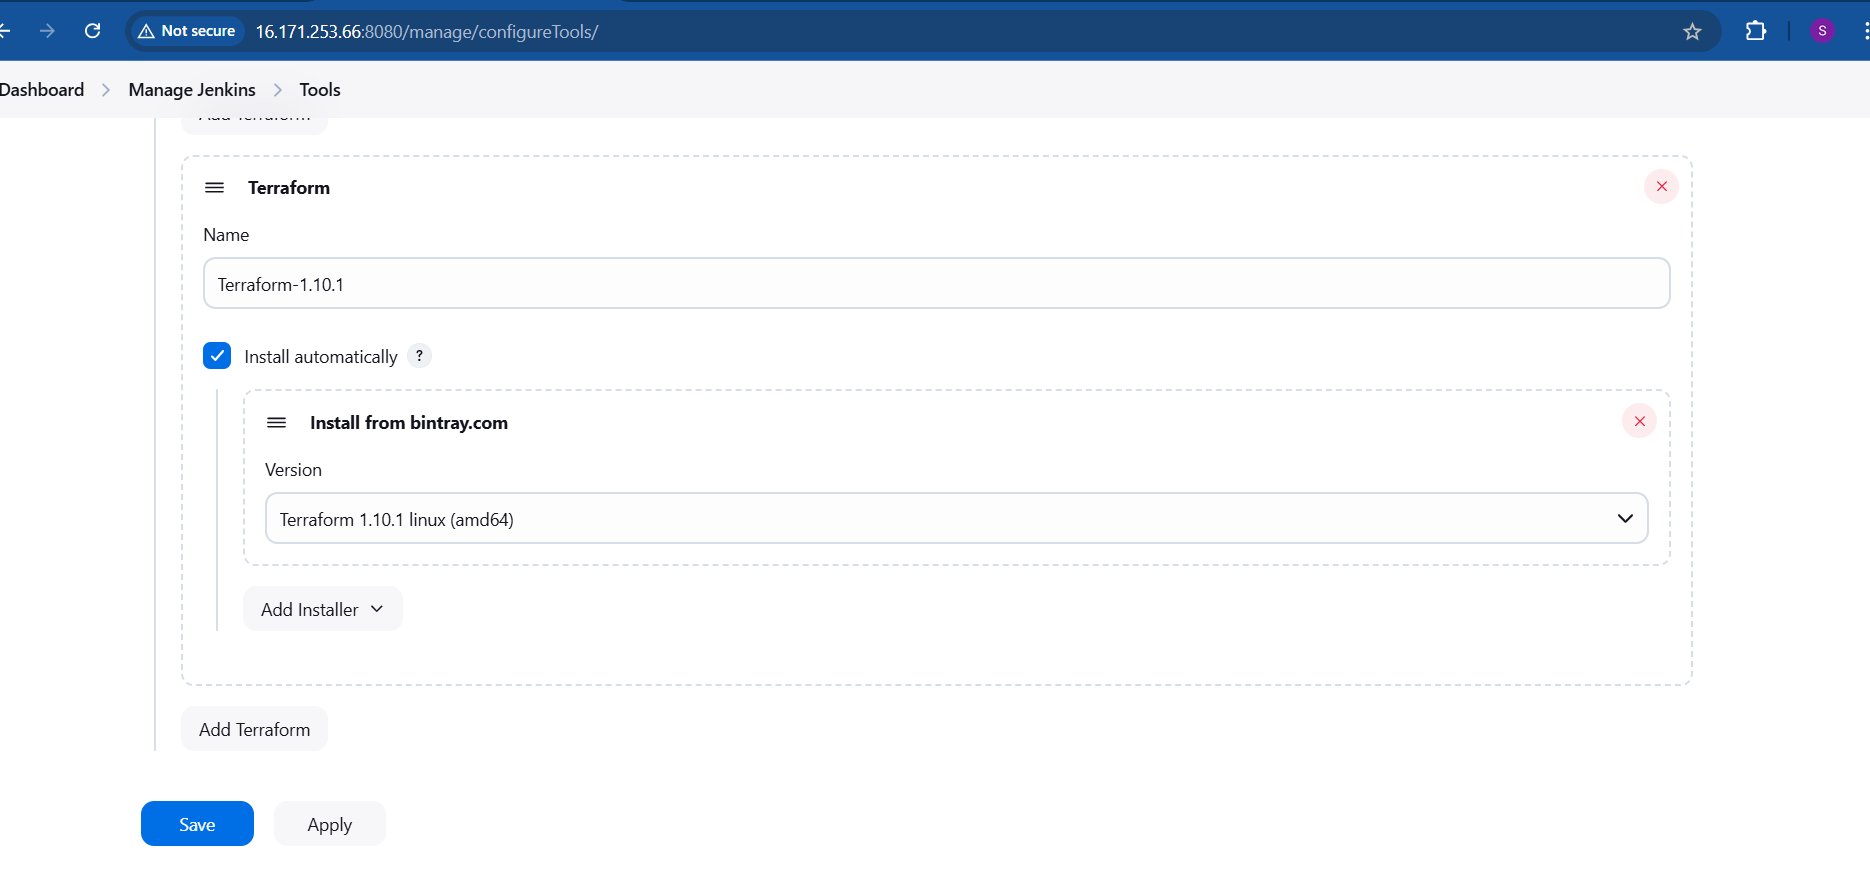 Not secure 16.171.253.66:8080/manage/configureTools/ S
Dashboard Manage Jenkins Tools
Add Terraform
Terraform
Name
Terraform-1.10.1
Install automatically ?
Install from bintray.com
Version
Terraform 1.10.1 linux (amd64)
Add Installer
Add Terraform
Save Apply